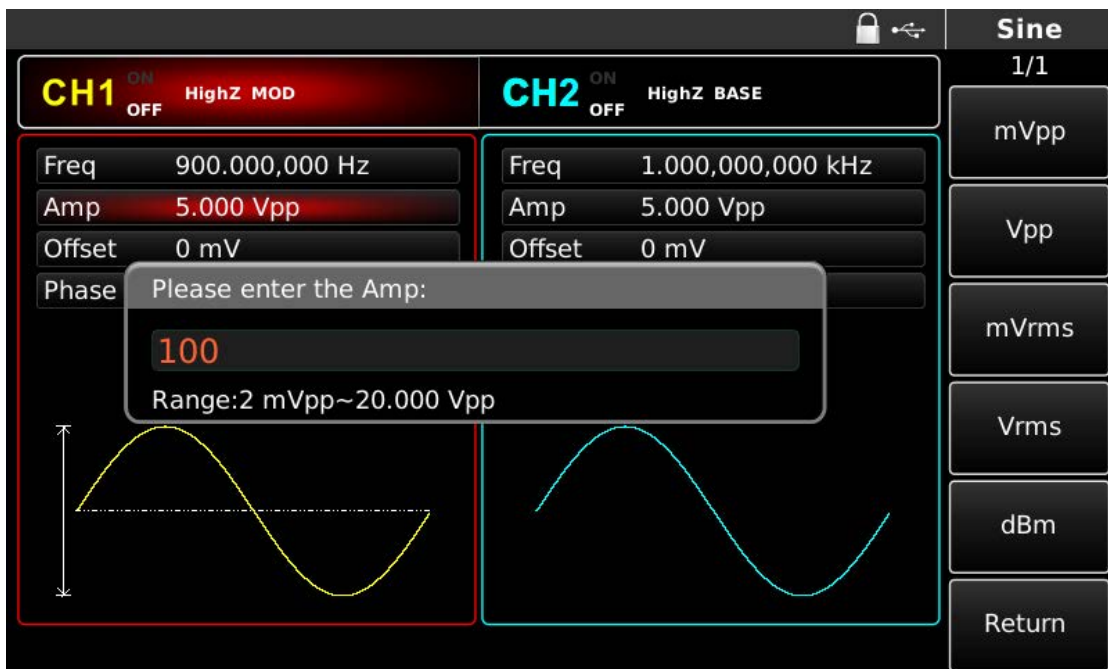 Sine
1/1
CH1 ON OFF HighZ MOD
CH2 ON OFF HighZ BASE
Freq 900.000,000 Hz
Amp 5.000 Vpp
Offset 0 mV
Phase
Freq 1.000,000,000 kHz
Amp 5.000 Vpp
Offset 0 mV
Please enter the Amp:
100
Range:2 mVpp~20.000 Vpp
mVpp
Vpp
mVrms
Vrms
dBm
Return